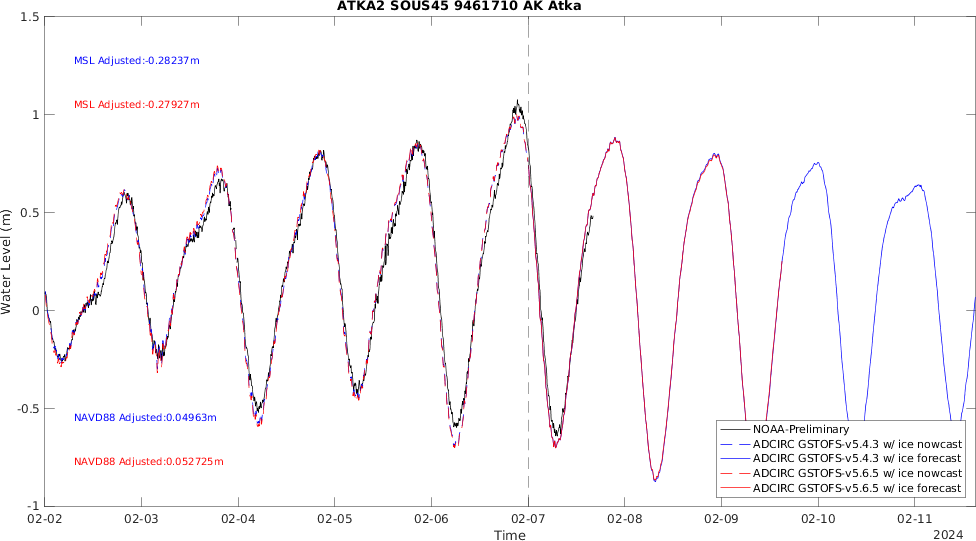 ATKA2 SOUS45 9461710 AK Atka
1.5
1
0.5
0
-0.5
-1
Water Level (m)
MSL Adjusted:-0.28237m
MSL Adjusted:-0.27927m
NAVD88 Adjusted:0.04963m
NAVD88 Adjusted:0.052725m
NOAA-Preliminary
ADCIRC GSTOFS-v5.4.3 w/ ice nowcast
ADCIRC GSTOFS-v5.4.3 w/ ice forecast
ADCIRC GSTOFS-v5.6.5 w/ ice nowcast
ADCIRC GSTOFS-v5.6.5 w/ ice forecast
02-02 02-03 02-04 02-05 02-06 02-07 02-08 02-09 02-10 02-11
Time
2024